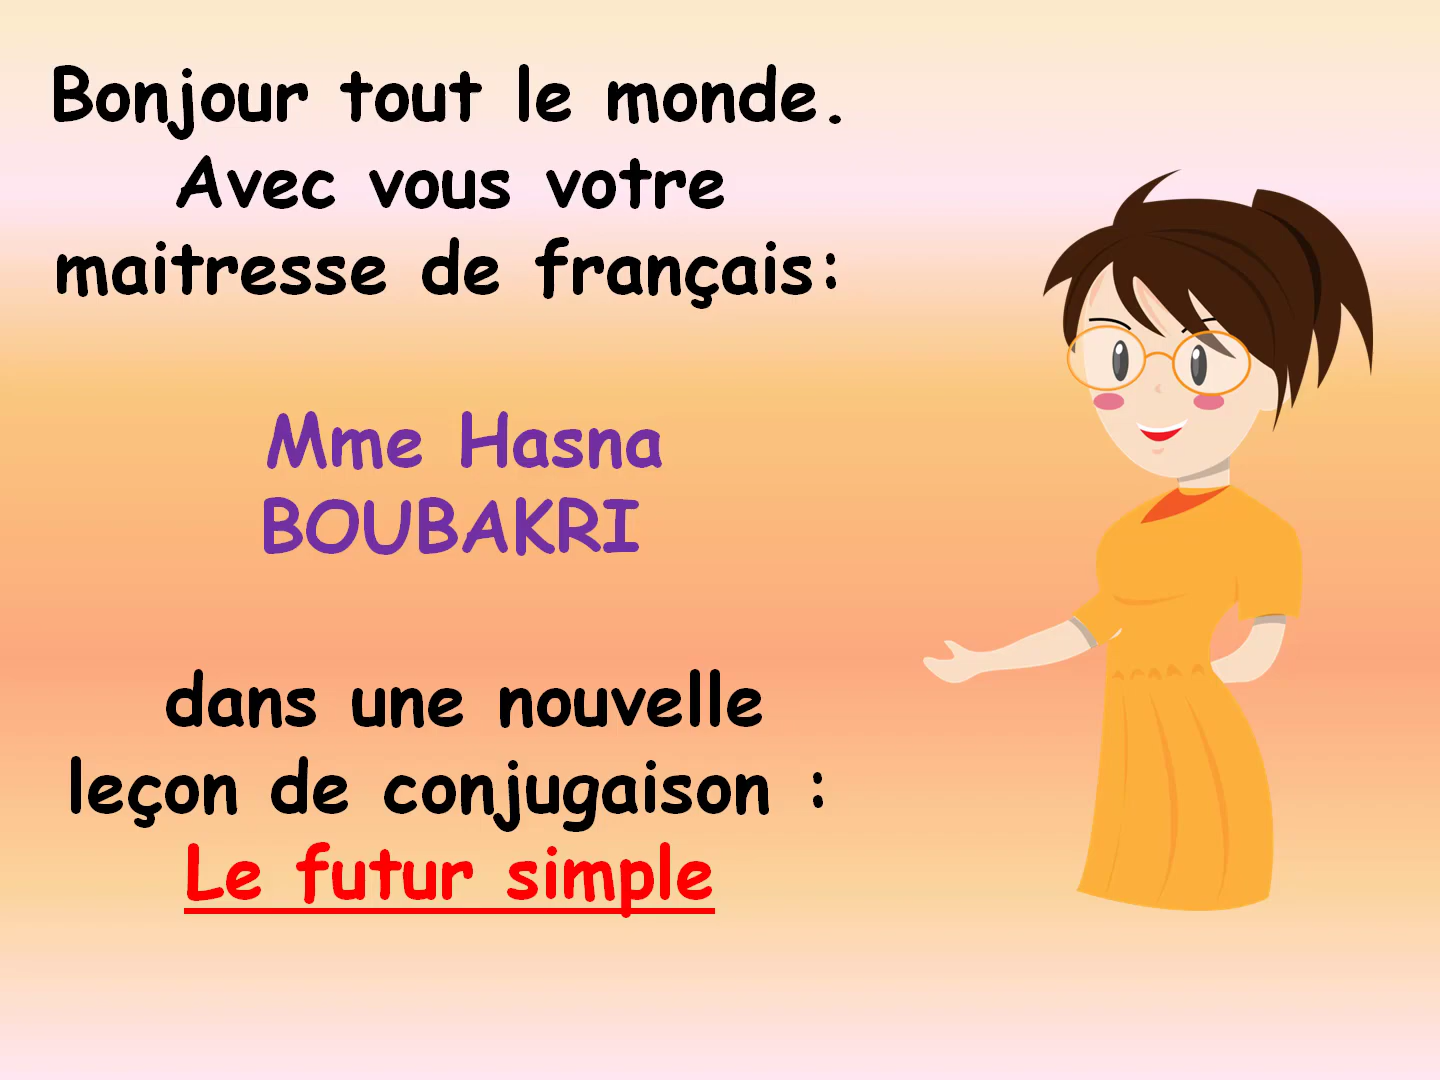 Bonjour tout le monde.
Avec vous votre
maitresse de français:
Mme Hasna
BOUBAKRI
dans une nouvelle
leçon de conjugaison :
Le futur simple